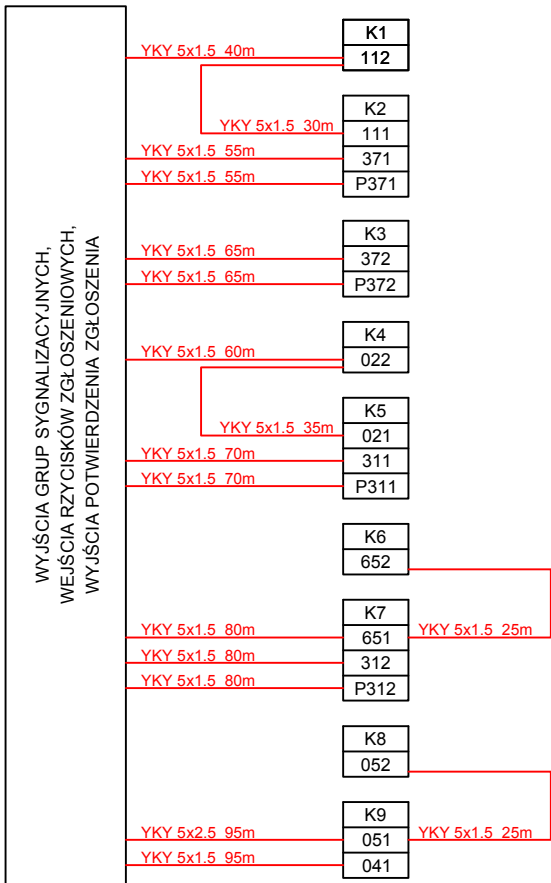 WYJŚCIA GRUP SYGNALIZACYJNYCH,
WEJŚCIA RZYCISKÓW ZGŁOSZENIOWYCH,
WYJŚCIA POTWIERDZENIA ZGŁOSZENIA
K1
YKY 5x1.5 40m
112
K2
YKY 5x1.5 30m
111
YKY 5x1.5 55m
371
YKY 5x1.5 55m
P371
K3
YKY 5x1.5 65m
372
YKY 5x1.5 65m
P372
K4
YKY 5x1.5 60m
022
K5
YKY 5x1.5 35m
021
YKY 5x1.5 70m
311
YKY 5x1.5 70m
P311
K6
652
K7
YKY 5x1.5 80m
651
YKY 5x1.5 25m
YKY 5x1.5 80m
312
YKY 5x1.5 80m
P312
K8
052
K9
YKY 5x2.5 95m
051
YKY 5x1.5 25m
YKY 5x1.5 95m
041